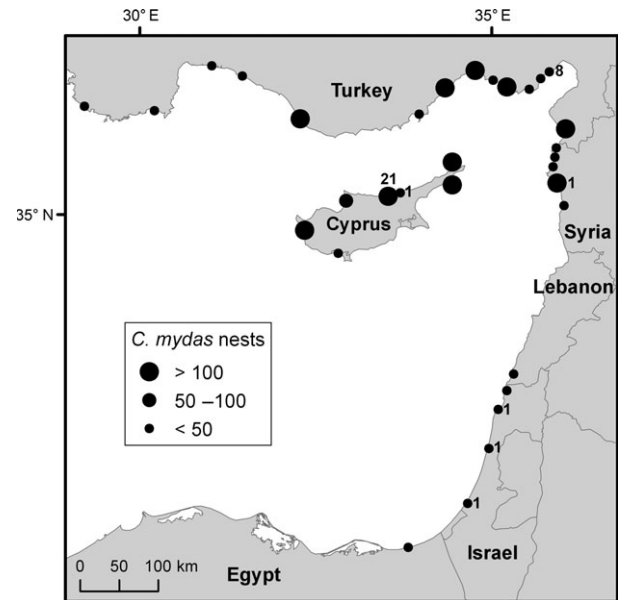 30° E 35° E
8
Turkey
21
1
1
35° N
Cyprus
Syria
Lebanon
C. mydas nests
> 100
50 –100
< 50
1
1
1
0 50 100 km
Israel
Egypt